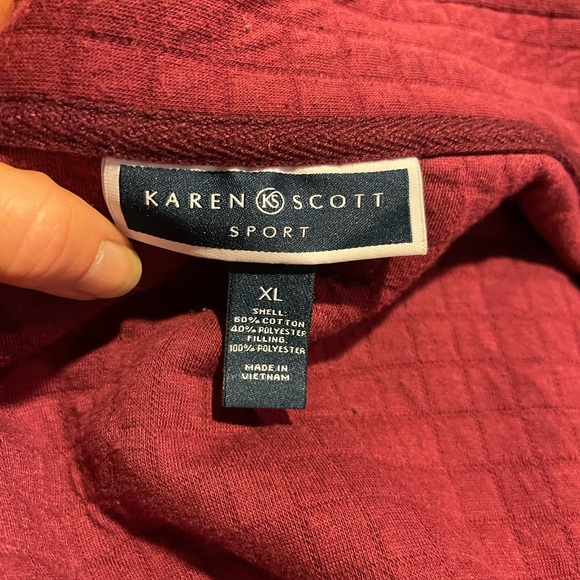 KAREN KS SCOTT
SPORT
XL
SHELL:
60% COTTON
40% POLYESTER
FILLING:
100% POLYESTER
MADE IN
VIETNAM